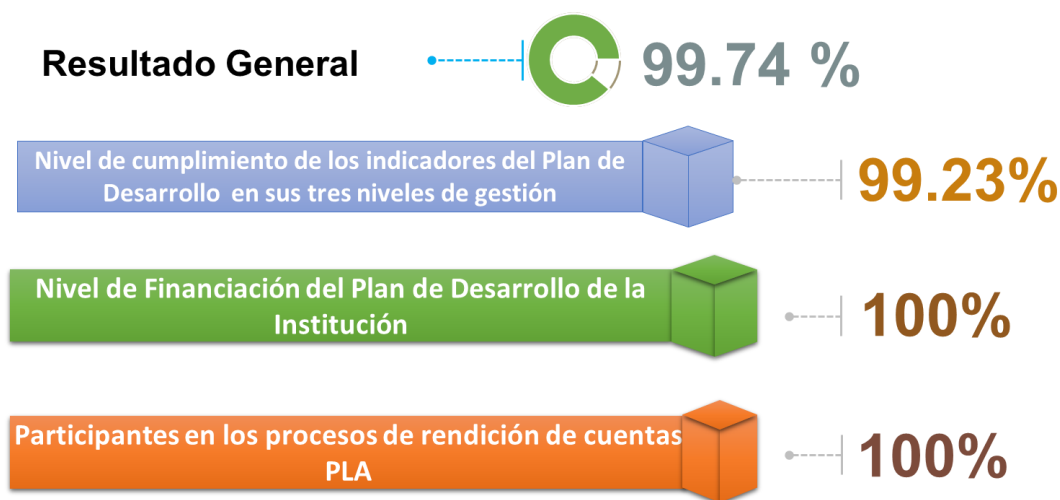 Resultado General
99.74 %
Nivel de cumplimiento de los indicadores del Plan de
Desarrollo en sus tres niveles de gestión
99.23%
Nivel de Financiación del Plan de Desarrollo de la
Institución
100%
Participantes en los procesos de rendición de cuentas
PLA
100%